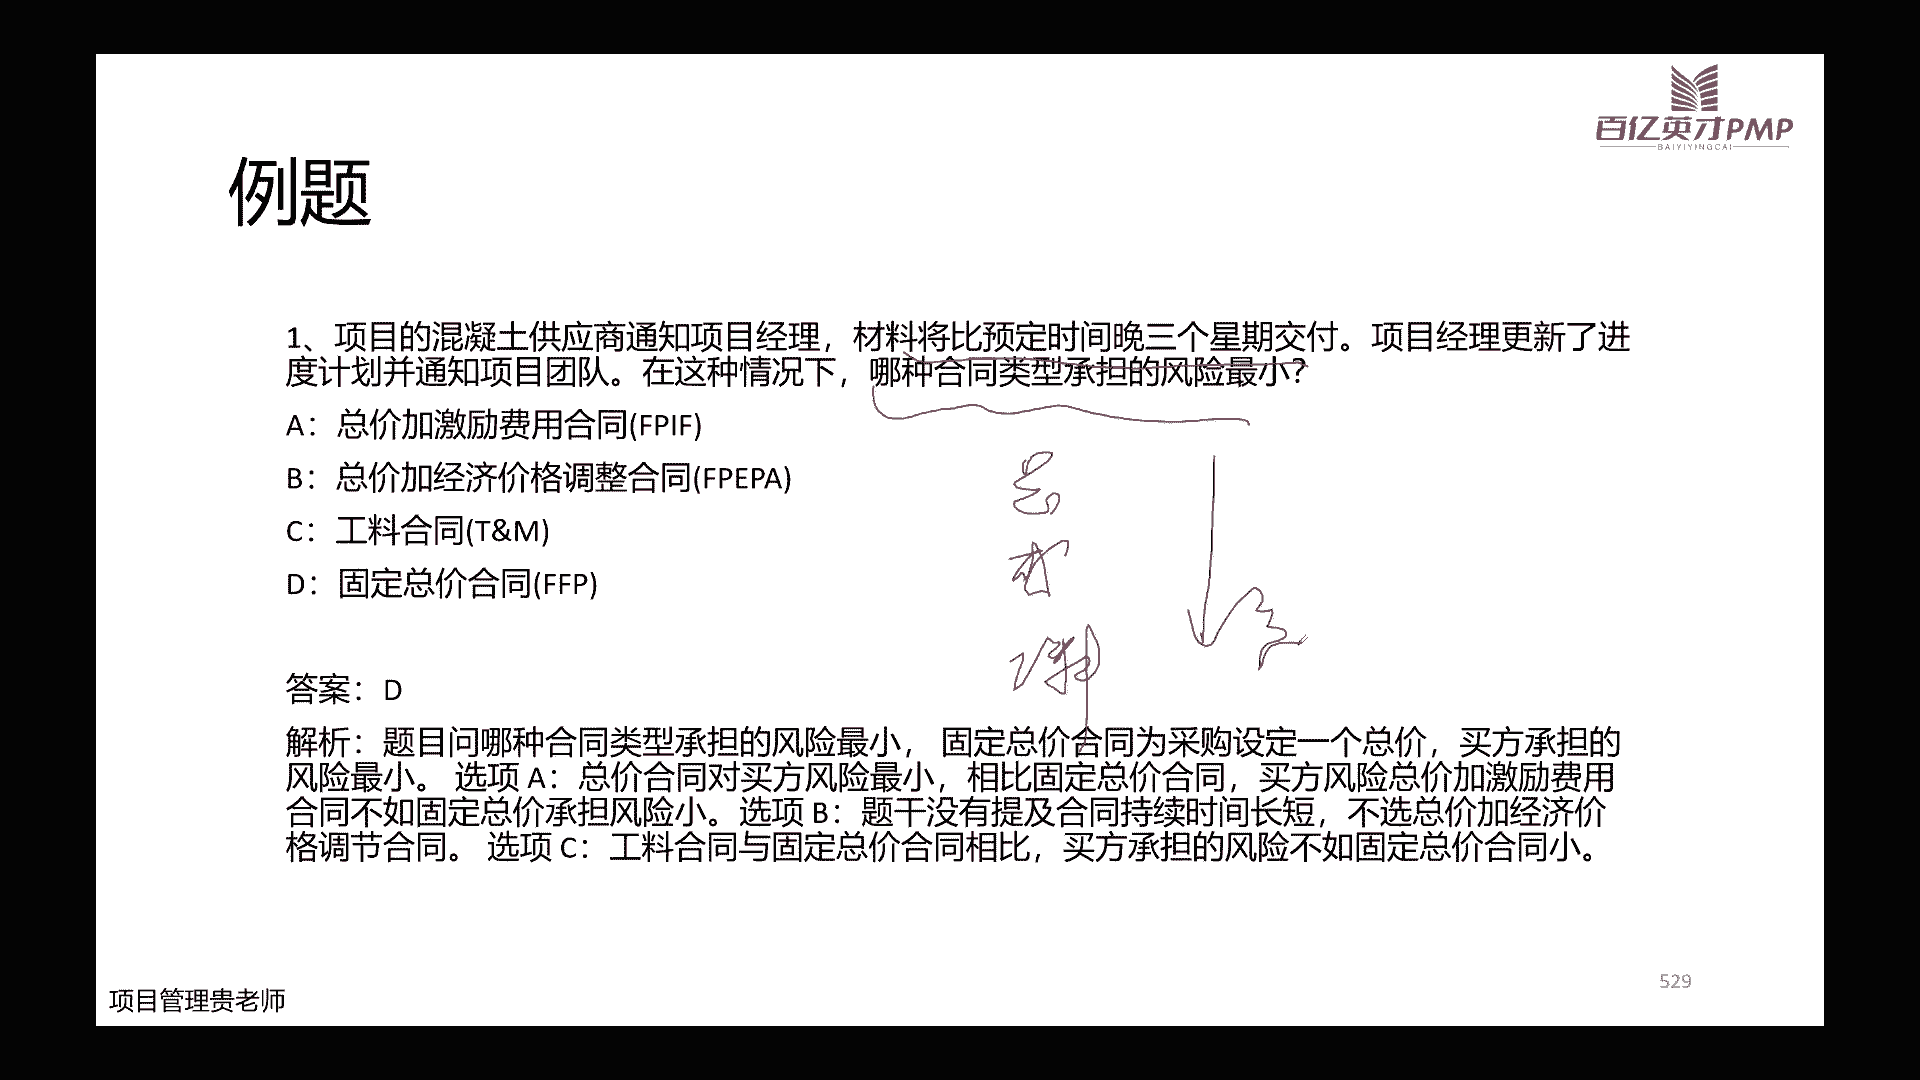 百亿英才PMP
BAIYIYINGCAI
例题
1、项目的混凝土供应商通知项目经理，材料将比预定时间晚三个星期交付。项目经理更新了进
度计划并通知项目团队。在这种情况下，哪种合同类型承担的风险最小？
A：总价加激励费用合同(FPIF)
B：总价加经济价格调整合同(FPEPA)
C：工料合同(T&M)
D：固定总价合同(FFP)
答案：D
解析：题目问哪种合同类型承担的风险最小， 固定总价合同为采购设定一个总价，买方承担的
风险最小。 选项 A：总价合同对买方风险最小，相比固定总价合同，买方风险总价加激励费用
合同不如固定总价承担风险小。选项 B：题干没有提及合同持续时间长短，不选总价加经济价
格调节合同。 选项 C：工料合同与固定总价合同相比，买方承担的风险不如固定总价合同小。
项目管理贵老师
529